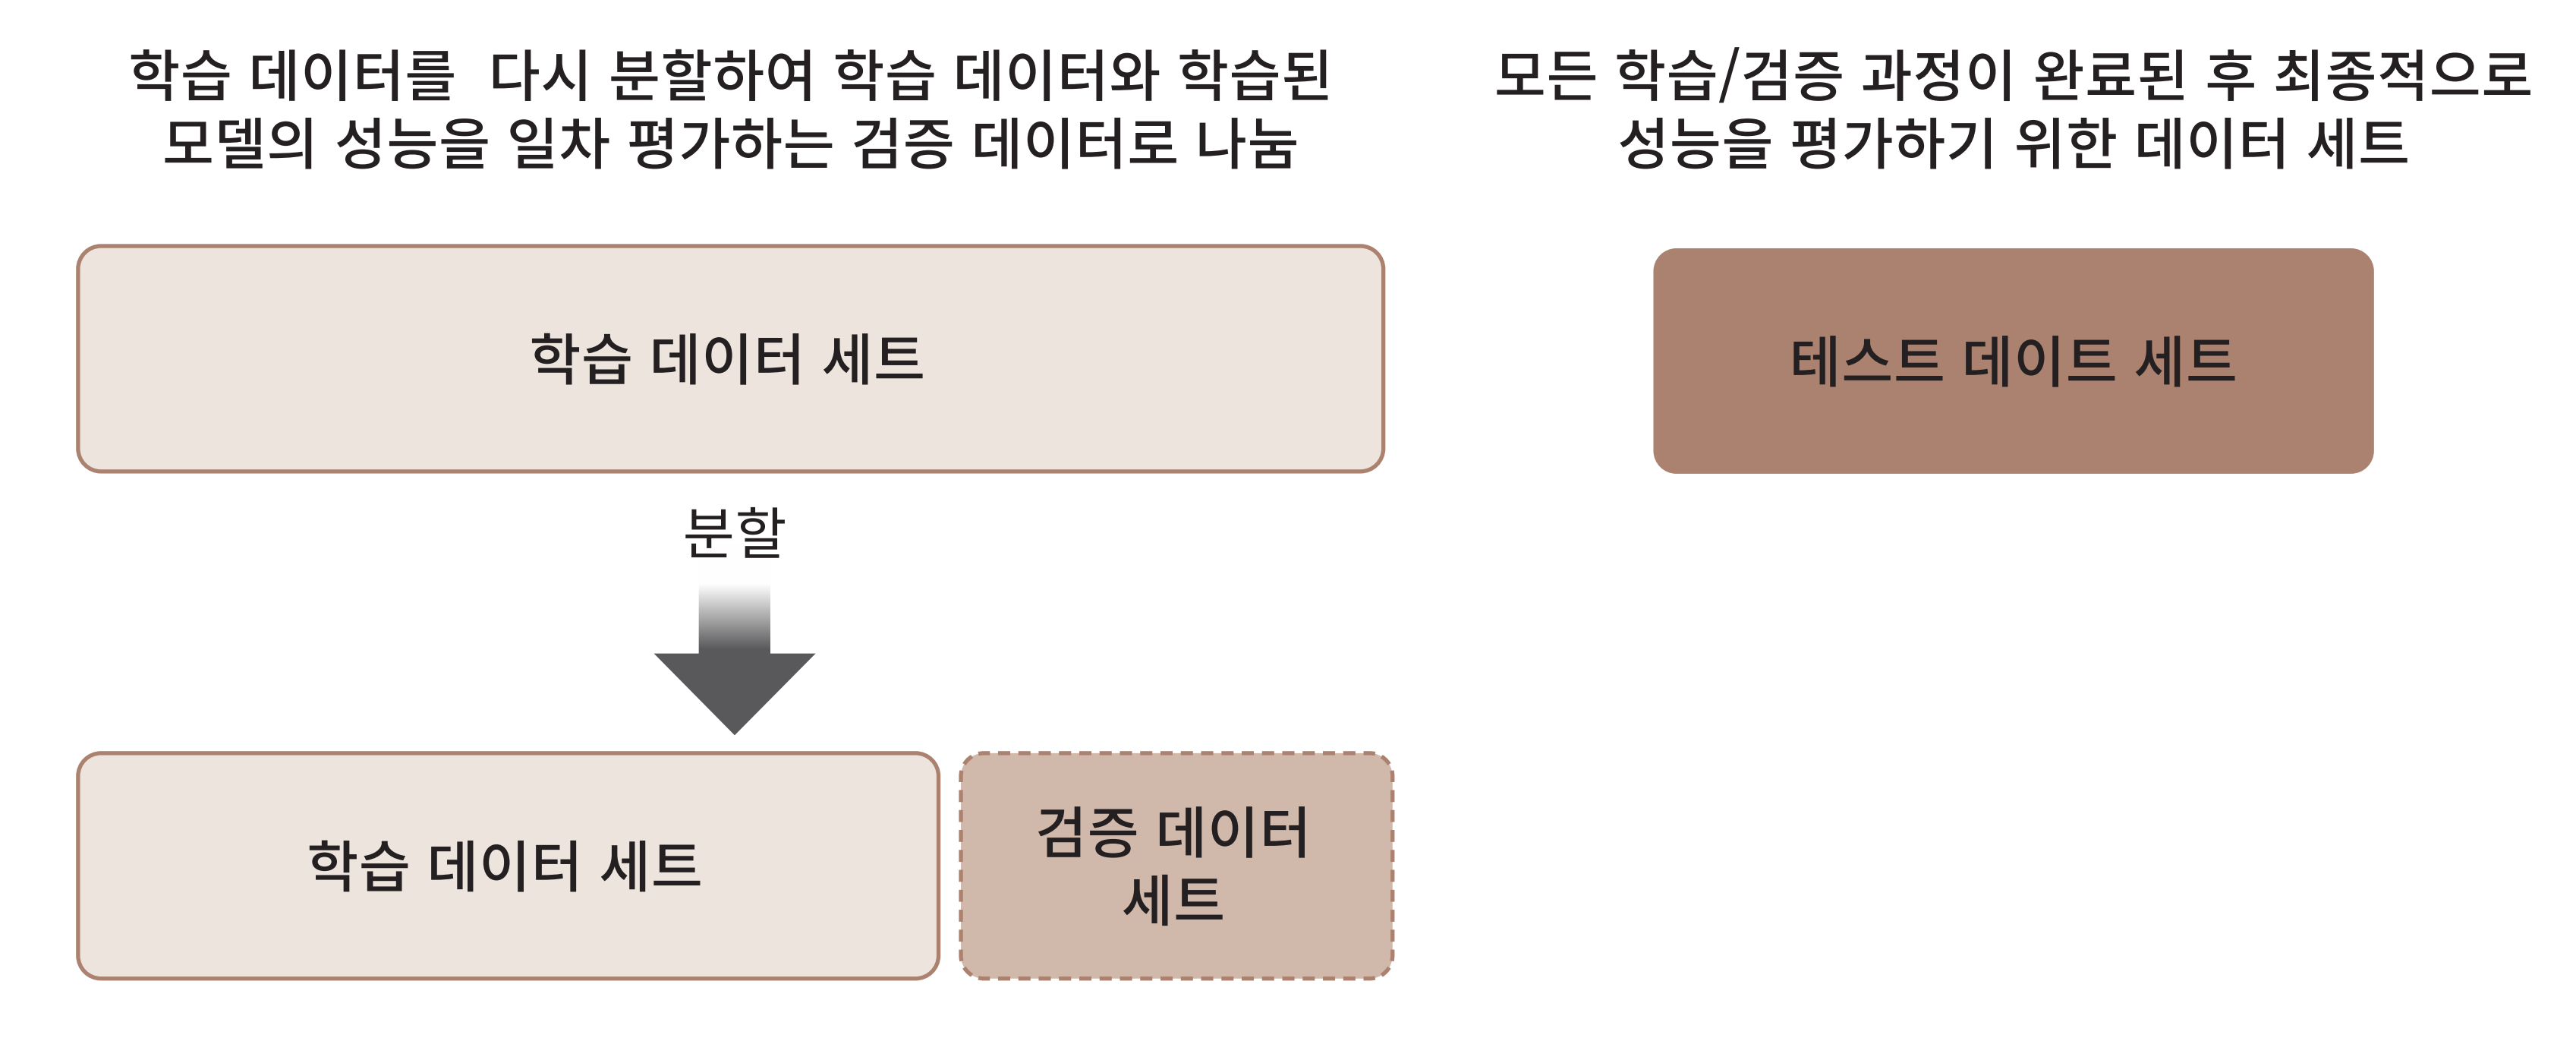 학습 데이터를  다시 분할하여 학습 데이터와 학습된
모델의 성능을 일차 평가하는 검증 데이터로 나눔
모든 학습/검증 과정이 완료된 후 최종적으로
성능을 평가하기 위한 데이터 세트
학습 데이터 세트
테스트 데이트 세트
분할
학습 데이터 세트
검증 데이터
세트